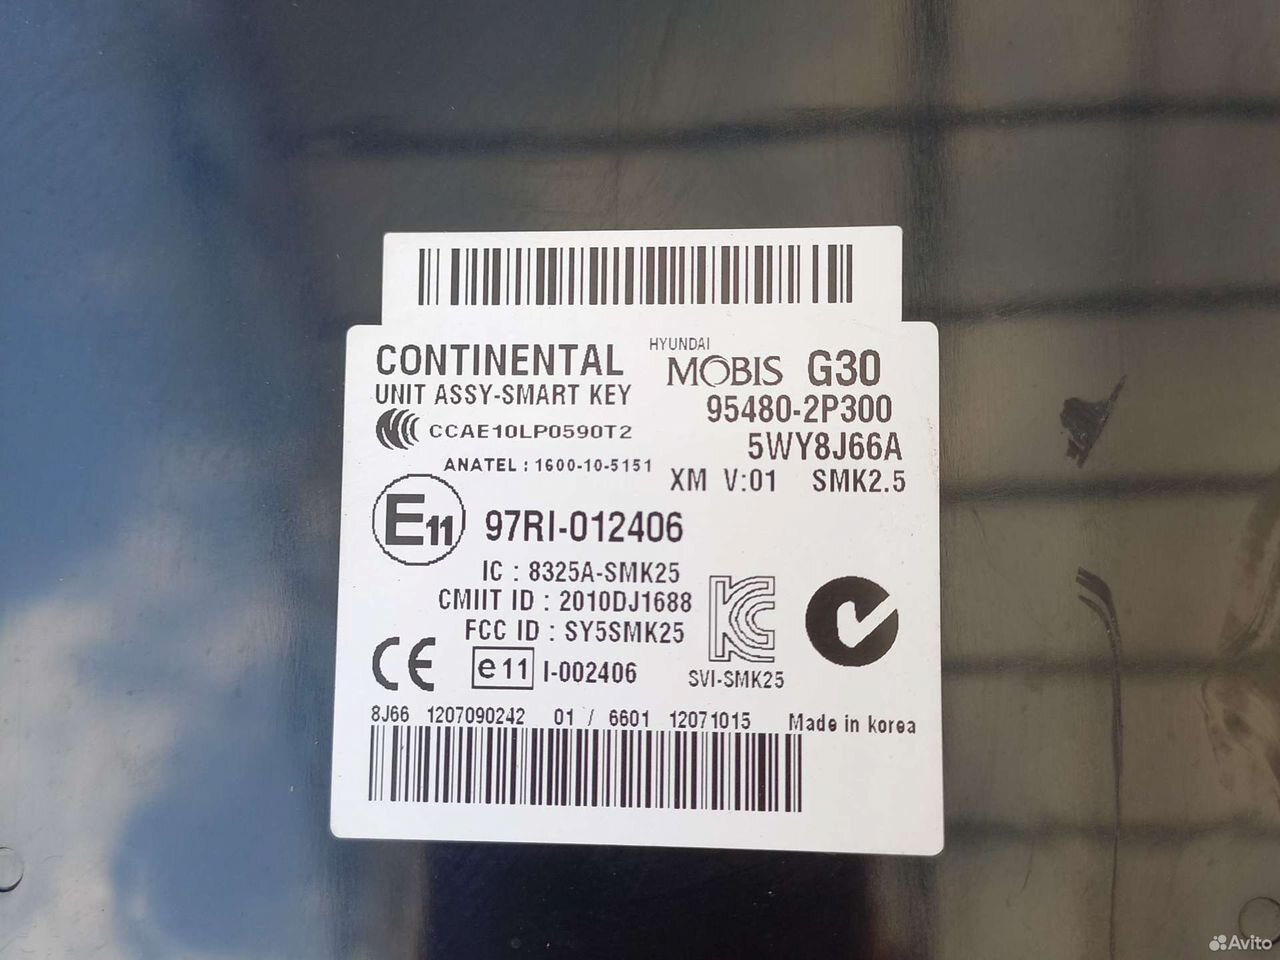 CONTINENTAL
HYUNDAI
MOBIS G30
UNIT ASSY-SMART KEY
95480-2P300
CCAE10LP0590T2
5WY8J66A
ANATEL : 1600-10-5151
XM V:01 SMK2.5
E11 97RI-012406
IC : 8325A-SMK25
CMIIT ID : 2010DJ1688
FCC ID : SY5SMK25
CE e11 I-002406
SVI-SMK25
8J66 1207090242 01 / 6601 12071015 Made in korea
Avito